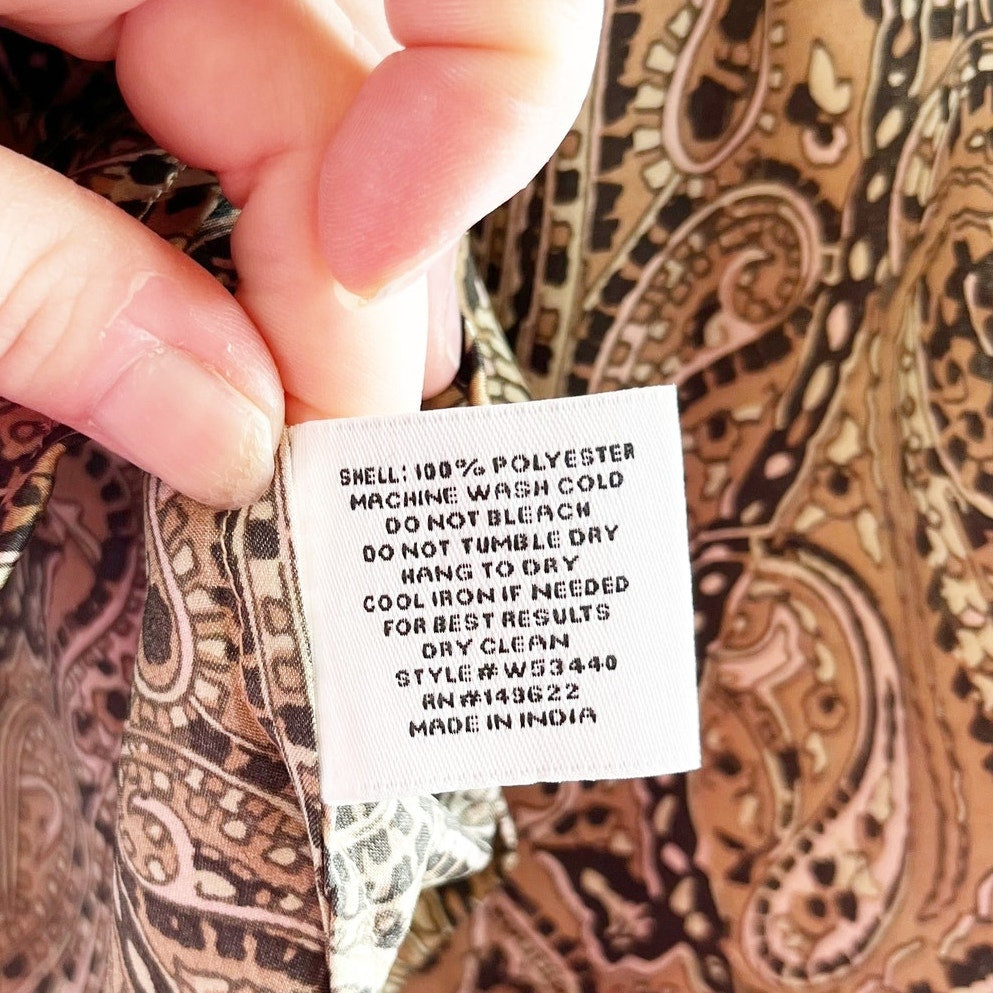 SHELL: 100% POLYESTER
MACHINE WASH COLD
DO NOT BLEACH
DO NOT TUMBLE DRY
HANG TO DRY
COOL IRON IF NEEDED
FOR BEST RESULTS
DRY CLEAN
STYLE#W53440
RN#149622
MADE IN INDIA